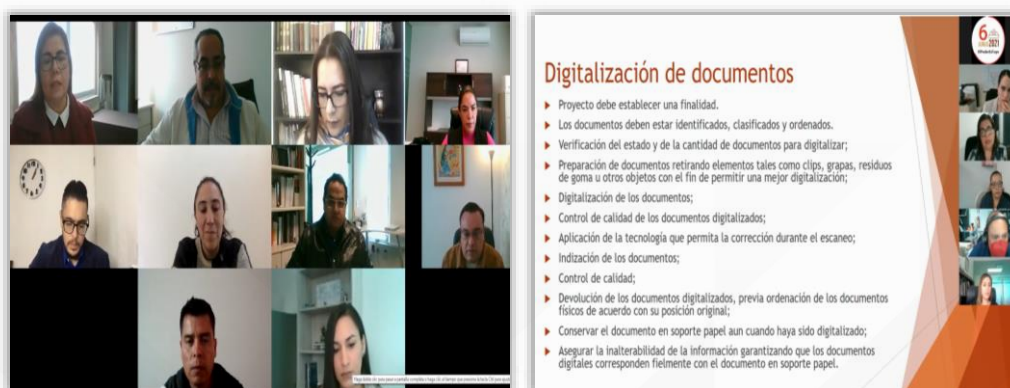 Digitalización de documentos
Proyecto debe establecer una finalidad.
Los documentos deben estar identificados, clasificados y ordenados.
Verificación del estado y de la cantidad de documentos para digitalizar;
Preparación de documentos retirando elementos tales como clips, grapas, residuos
de goma u otros objetos con el fin de permitir una mejor digitalización;
Digitalización de los documentos;
Control de calidad de los documentos digitalizados;
Aplicación de la tecnología que permita la corrección durante el escaneo;
Indización de los documentos;
Control de calidad;
Devolución de los documentos digitalizados, previa ordenación de los documentos
físicos de acuerdo con su posición original;
Conservar el documento en soporte papel aun cuando haya sido digitalizado;
Asegurar la inalterabilidad de la información garantizando que los documentos
digitales corresponden fielmente con el documento en soporte papel.
6
2021